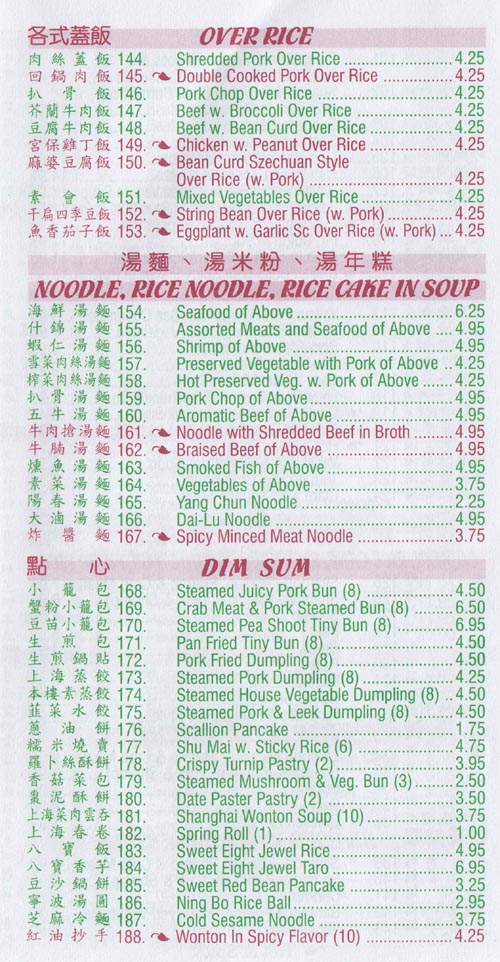 各式蓋飯 OVER RICE
肉絲蓋飯 144. Shredded Pork Over Rice 4.25
回鍋肉飯 145. Double Cooked Pork Over Rice 4.25
扒骨飯 146. Pork Chop Over Rice 4.25
芥蘭牛肉飯 147. Beef w. Broccoli Over Rice 4.25
豆腐牛肉飯 148. Beef w. Bean Curd Over Rice 4.25
宮保雞丁飯 149. Chicken w. Peanut Over Rice 4.25
麻婆豆腐飯 150. Bean Curd Szechuan Style
Over Rice (w. Pork) 4.25
素會飯 151. Mixed Vegetables Over Rice 4.25
干扁四季豆飯 152. String Bean Over Rice (w. Pork) 4.25
魚香茄子飯 153. Eggplant w. Garlic Sc Over Rice (w. Pork) ... 4.25
湯麵、湯米粉、湯年糕
NOODLE, RICE NOODLE, RICE CAKE IN SOUP
海鮮湯麵 154. Seafood of Above 6.25
什錦湯麵 155. Assorted Meats and Seafood of Above 4.95
蝦仁湯麵 156. Shrimp of Above 4.95
雪菜肉絲湯麵 157. Preserved Vegetable with Pork of Above .. 4.25
榨菜肉絲湯麵 158. Hot Preserved Veg. w. Pork of Above 4.25
扒骨湯麵 159. Pork Chop of Above 4.95
五牛湯麵 160. Aromatic Beef of Above 4.95
牛肉搶湯麵 161. Noodle with Shredded Beef in Broth 4.95
牛腩湯麵 162. Braised Beef of Above 4.95
燻魚湯麵 163. Smoked Fish of Above 4.95
素菜湯麵 164. Vegetables of Above 3.75
陽春湯麵 165. Yang Chun Noodle 2.25
大滷湯麵 166. Dai-Lu Noodle 4.95
炸醬麵 167. Spicy Minced Meat Noodle 3.75
點心 DIM SUM
小籠包 168. Steamed Juicy Pork Bun (8) 4.50
蟹粉小籠包 169. Crab Meat & Pork Steamed Bun (8) 6.50
豆苗小籠包 170. Steamed Pea Shoot Tiny Bun (8) 6.95
生煎包 171. Pan Fried Tiny Bun (8) 4.50
生煎鍋貼 172. Pork Fried Dumpling (8) 4.50
上海蒸餃 173. Steamed Pork Dumpling (8) 4.25
本樓素蒸餃 174. Steamed House Vegetable Dumpling (8) .. 4.50
韮菜水餃 175. Steamed Pork & Leek Dumpling (8) 4.50
蔥油餅 176. Scallion Pancake 1.75
糯米燒賣 177. Shu Mai w. Sticky Rice (6) 4.75
羅卜絲酥餅 178. Crispy Turnip Pastry (2) 3.95
香菇菜包 179. Steamed Mushroom & Veg. Bun (3) 2.50
棗泥酥餅 180. Date Paster Pastry (2) 3.50
上海菜肉雲吞 181. Shanghai Wonton Soup (10) 3.75
上海春卷 182. Spring Roll (1) 1.00
八寶飯 183. Sweet Eight Jewel Rice 4.95
八寶香芋 184. Sweet Eight Jewel Taro 6.95
豆沙鍋餅 185. Sweet Red Bean Pancake 3.25
寧波湯圓 186. Ning Bo Rice Ball 2.95
芝麻冷麵 187. Cold Sesame Noodle 3.75
紅油抄手 188. Wonton In Spicy Flavor (10) 4.25